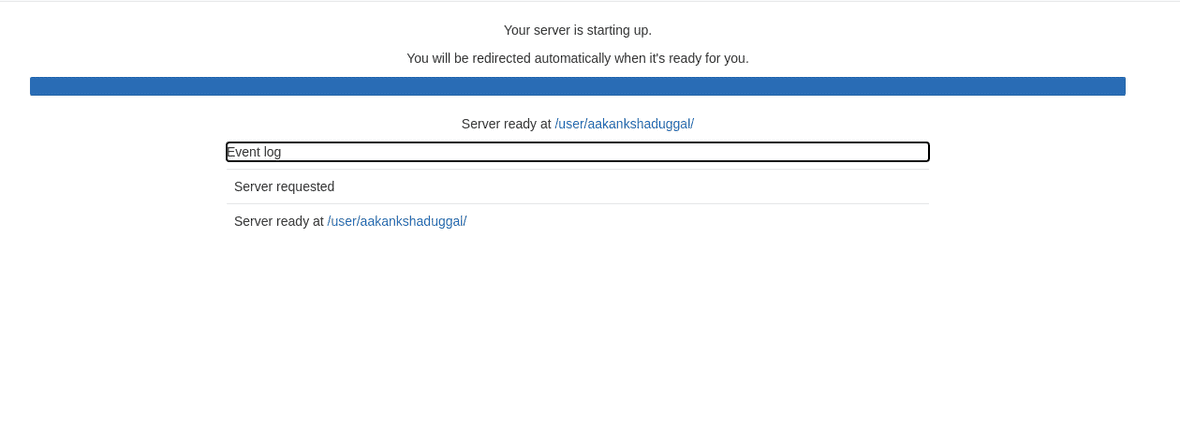 Your server is starting up.
You will be redirected automatically when it's ready for you.
Server ready at /user/aakankshaduggal/
Event log
Server requested
Server ready at /user/aakankshaduggal/